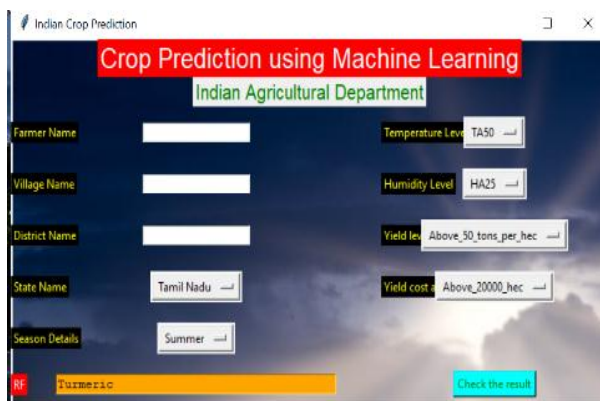 Indian Crop Prediction
Crop Prediction using Machine Learning
Indian Agricultural Department
Farmer Name
Temperature Leve TA50
Village Name
Humidity Level HA25
District Name
Yield lev Above_50_tons_per_hec
State Name Tamil Nadu
Yield cost a Above_20000_hec
Season Details Summer
RF Turmeric
Check the result